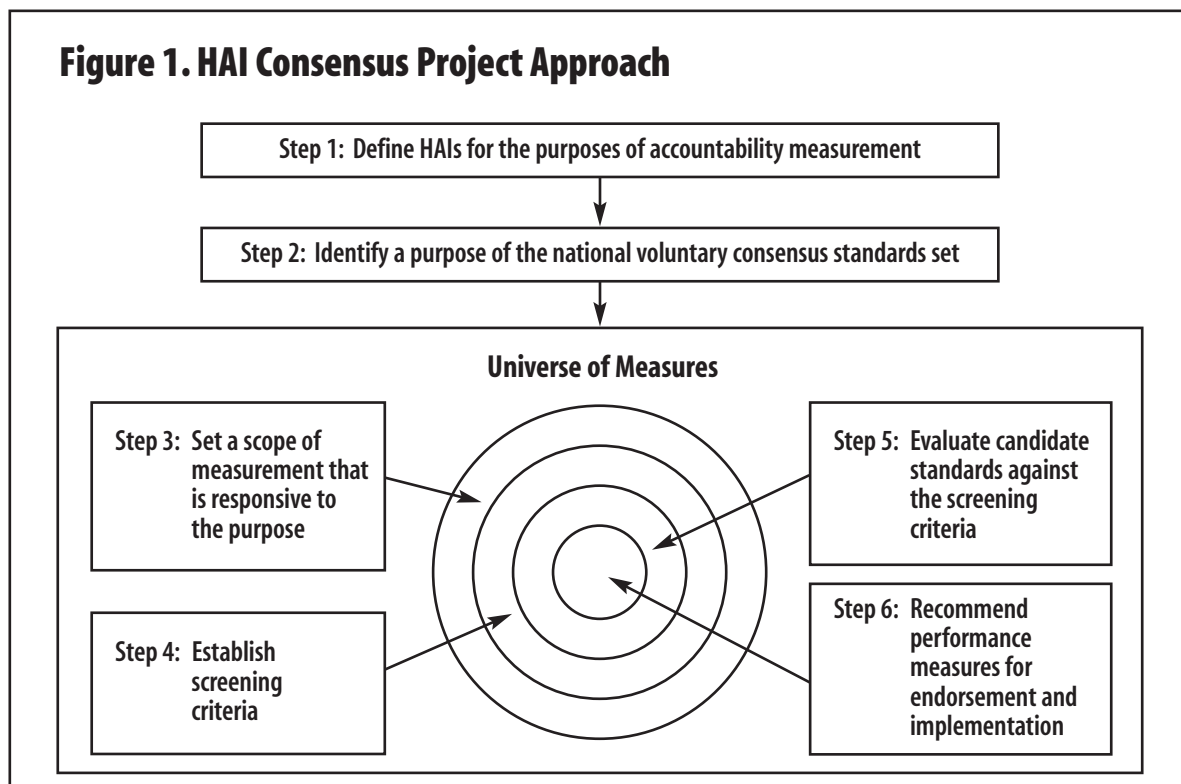 Figure 1. HAI Consensus Project Approach
Step 1: Define HAIs for the purposes of accountability measurement
Step 2: Identify a purpose of the national voluntary consensus standards set
Universe of Measures
Step 3: Set a scope of
measurement that
is responsive to
the purpose
Step 4: Establish
screening
criteria
Step 5: Evaluate candidate
standards against
the screening
criteria
Step 6: Recommend
performance
measures for
endorsement and
implementation